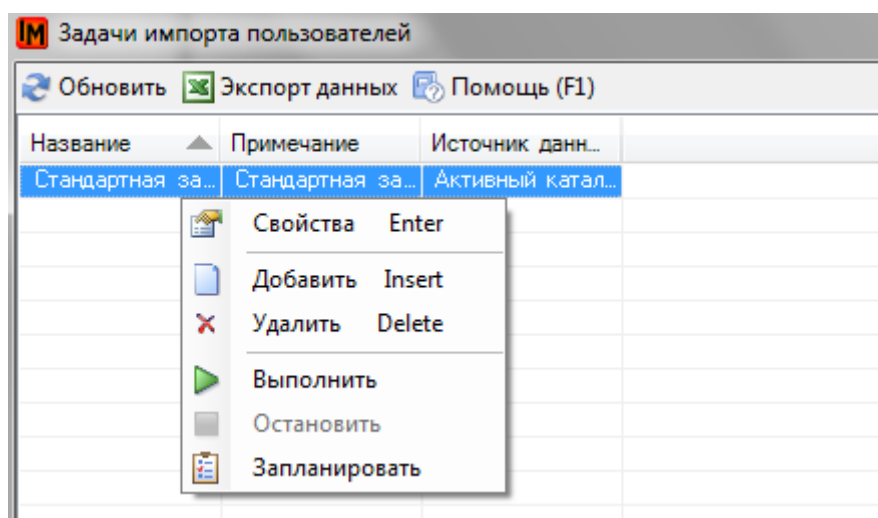 IM Задачи импорта пользователей
Обновить Экспорт данных Помощь (F1)
Название Примечание Источник данн...
Стандартная за... Стандартная за... Активный катал...
Свойства Enter
Добавить Insert
Удалить Delete
Выполнить
Остановить
Запланировать